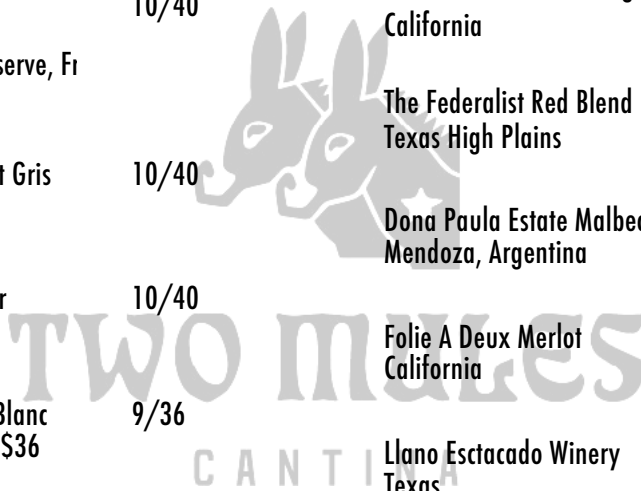 10/40
serve, Fr
t Gris 10/40
r 10/40
Blanc 9/36
$36
California
The Federalist Red Blend
Texas High Plains
Dona Paula Estate Malbec
Mendoza, Argentina
Folie A Deux Merlot
California
Llano Esctacado Winery
Texas
TWO MULES
CANTINA